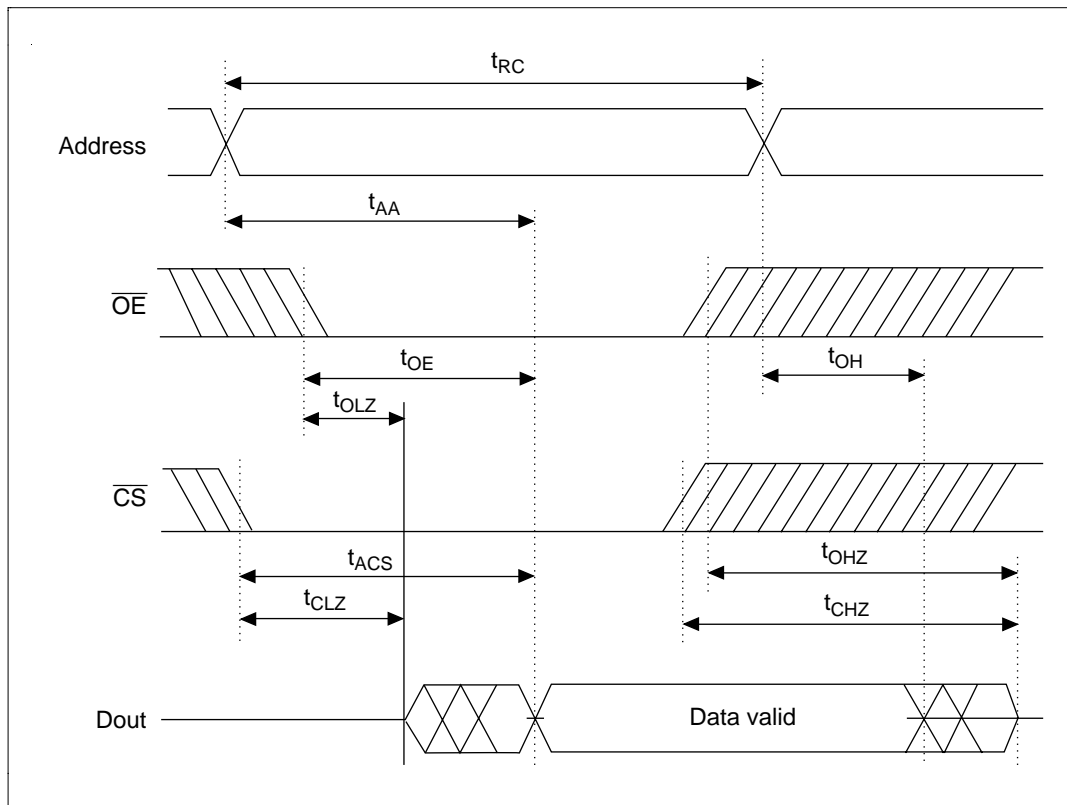 tRC
Address
tAA
OE
tOE
tOH
tOLZ
CS
tACS
tOHZ
tCLZ
tCHZ
Dout
Data valid